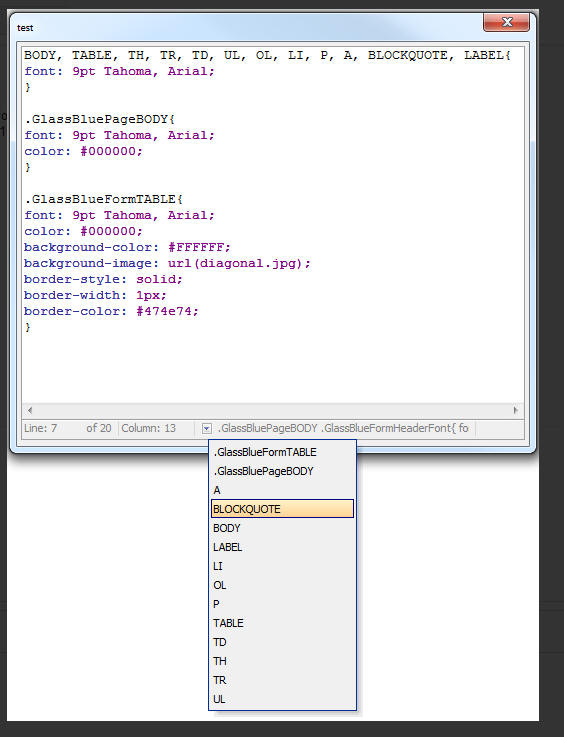 test
BODY, TABLE, TH, TR, TD, UL, OL, LI, P, A, BLOCKQUOTE, LABEL{
font: 9pt Tahoma, Arial;
}
.GlassBluePageBODY{
font: 9pt Tahoma, Arial;
color: #000000;
}
.GlassBlueFormTABLE{
font: 9pt Tahoma, Arial;
color: #000000;
background-color: #FFFFFF;
background-image: url(diagonal.jpg);
border-style: solid;
border-width: 1px;
border-color: #474e74;
}
Line: 7 of 20 Column: 13 .GlassBluePageBODY .GlassBlueFormHeaderFont{ fo
.GlassBlueFormTABLE
.GlassBluePageBODY
A
BLOCKQUOTE
BODY
LABEL
LI
OL
P
TABLE
TD
TH
TR
UL